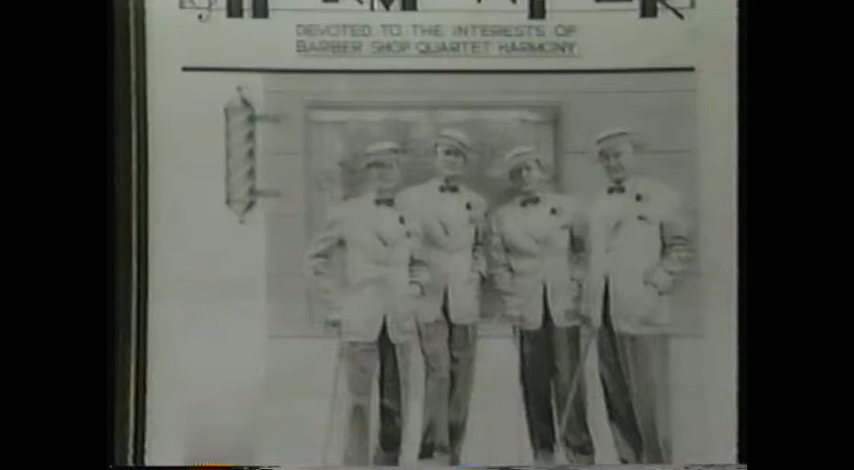 DEVOTED TO THE INTERESTS OF
BARBER SHOP QUARTET HARMONY